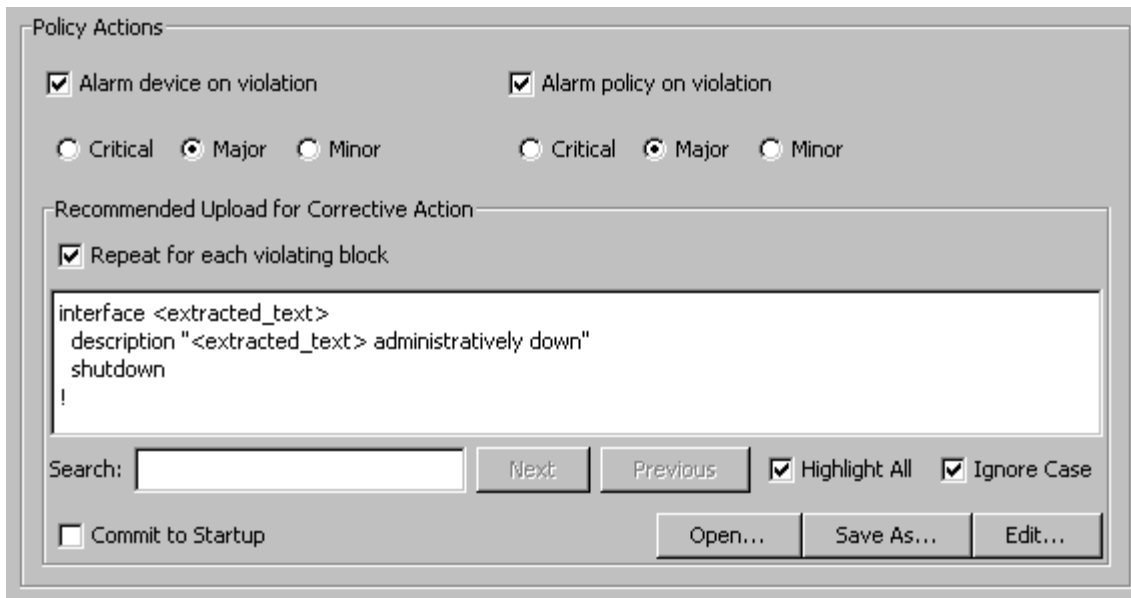 Policy Actions
Alarm device on violation Alarm policy on violation
Critical Major Minor Critical Major Minor
Recommended Upload for Corrective Action
Repeat for each violating block
interface <extracted_text>
description "<extracted_text> administratively down"
shutdown
!
Search: Next Previous Highlight All Ignore Case
Commit to Startup Open... Save As... Edit...